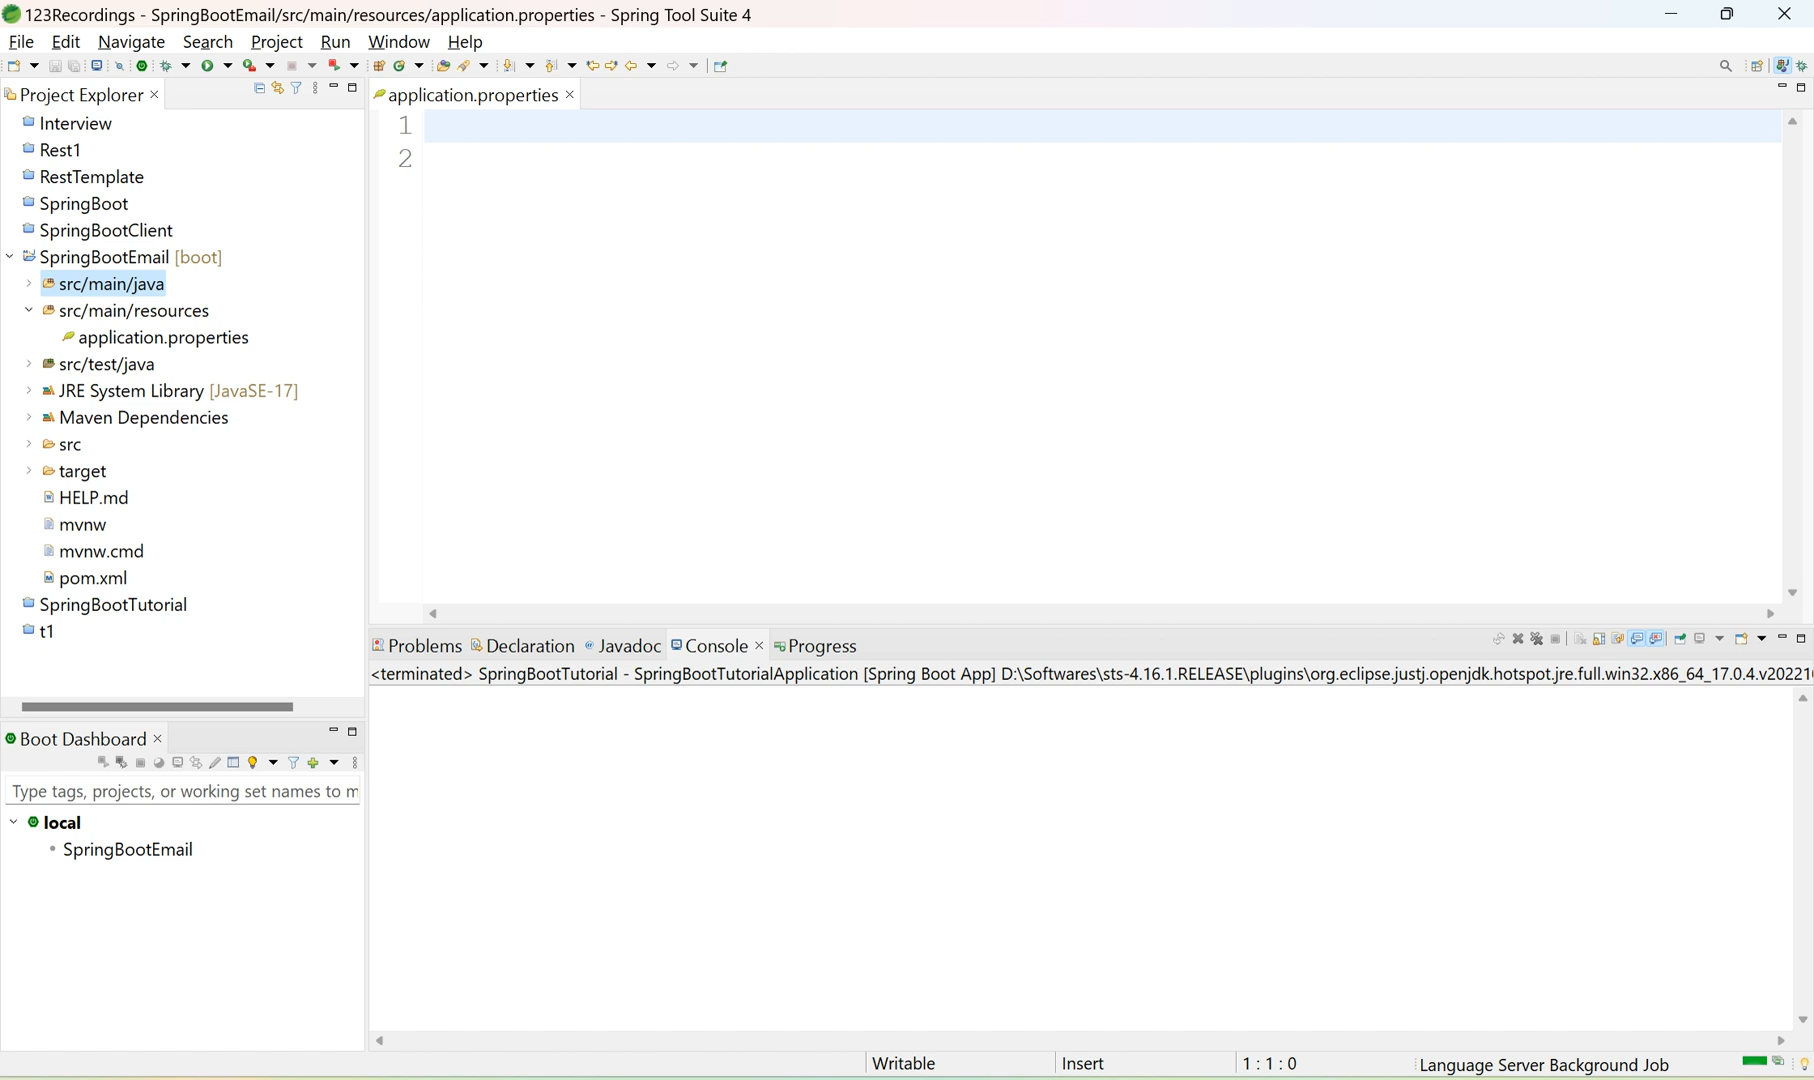 123Recordings - SpringBootEmail/src/main/resources/application.properties - Spring Tool Suite 4
File Edit Navigate Search Project Run Window Help
Project Explorer
Interview
Rest1
RestTemplate
SpringBoot
SpringBootClient
SpringBootEmail [boot]
src/main/java
src/main/resources
application.properties
src/test/java
JRE System Library [JavaSE-17]
Maven Dependencies
src
target
HELP.md
mvnw
mvnw.cmd
pom.xml
SpringBootTutorial
t1
application.properties
1
2
Problems Declaration Javadoc Console Progress
<terminated> SpringBootTutorial - SpringBootTutorialApplication [Spring Boot App] D:\Softwares\sts-4.16.1.RELEASE\plugins\org.eclipse.justj.openjdk.hotspot.jre.full.win32.x86_64_17.0.4.v20221
Boot Dashboard
Type tags, projects, or working set names to m
local
SpringBootEmail
Writable Insert 1 : 1 : 0 Language Server Background Job